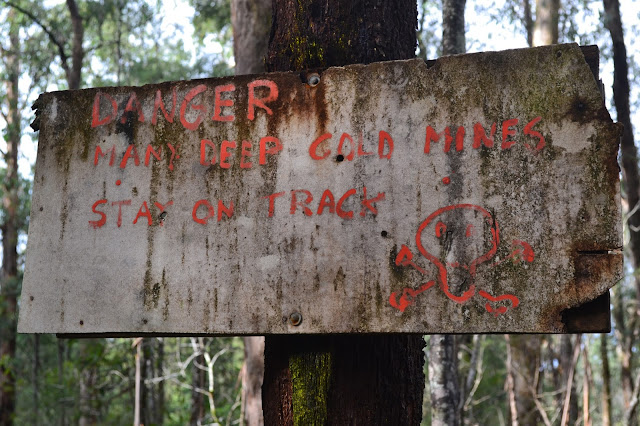 DANGER
MANY DEEP GOLD MINES
STAY ON TRACK